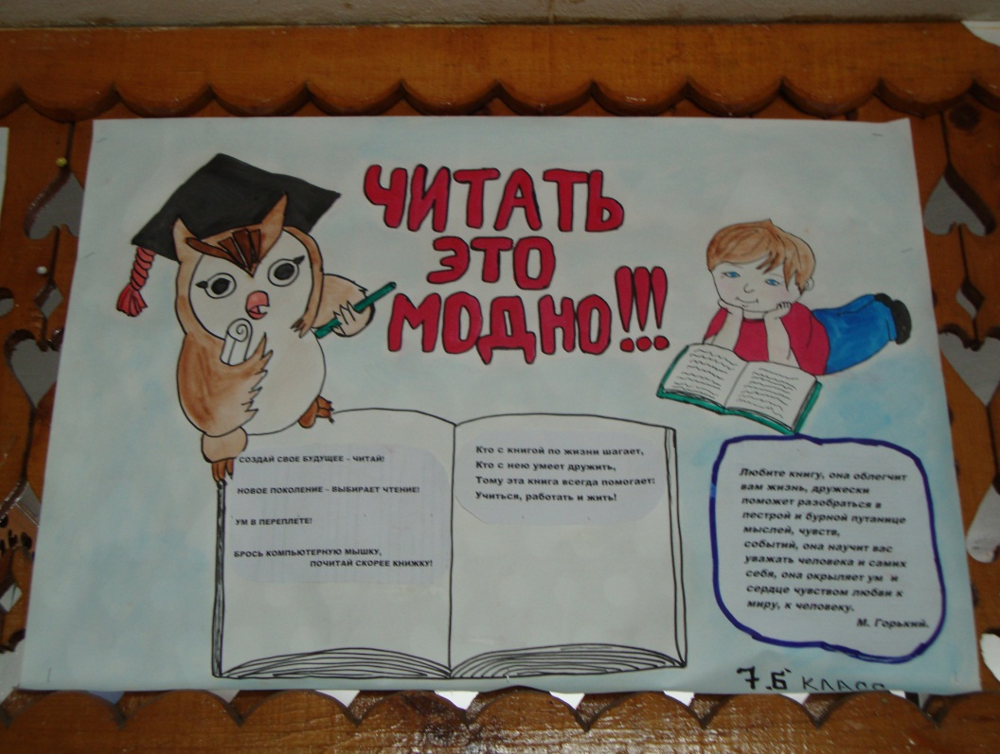 ЧИТАТЬ
ЭТО
МОДНО!!!
СОЗДАЙ СВОЕ БУДУЩЕЕ – ЧИТАЙ!
НОВОЕ ПОКОЛЕНИЕ – ВЫБИРАЕТ ЧТЕНИЕ!
УМ В ПЕРЕПЛЕТЕ!
БРОСЬ КОМПЬЮТЕРНУЮ МЫШКУ,
ПОЧИТАЙ СКОРЕЕ КНИЖКУ!
Кто с книгой по жизни шагает,
Кто с нею умеет дружить,
Тому эта книга всегда помогает:
Учиться, работать и жить!
Любите книгу, она облегчит
вам жизнь, дружески
поможет разобраться в
пестрой и бурной путанице
мыслей, чувств,
событий, она научит вас
уважать человека и самих
себя, она окрыляет ум и
сердце чувством любви к
миру, к человеку.
М. Горький.
7.Б КЛАСС